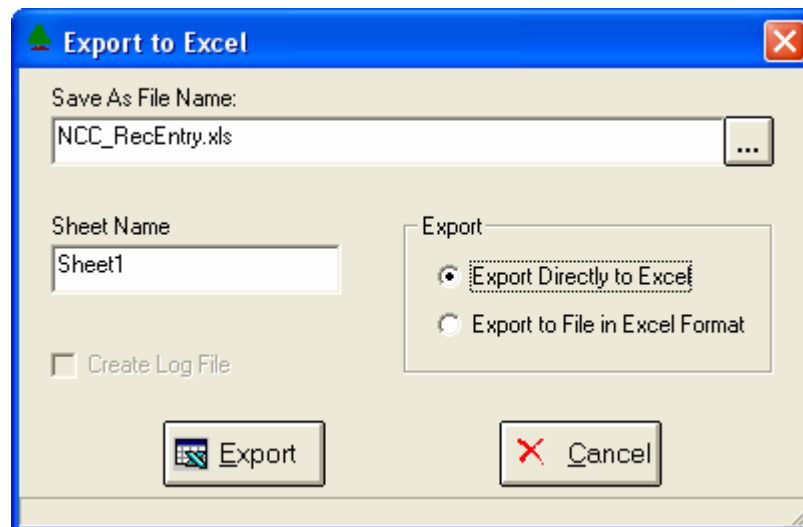 Export to Excel
Save As File Name:
NCC_RecEntry.xls
...
Sheet Name
Sheet1
Export
Export Directly to Excel
Export to File in Excel Format
Create Log File
Export
Cancel